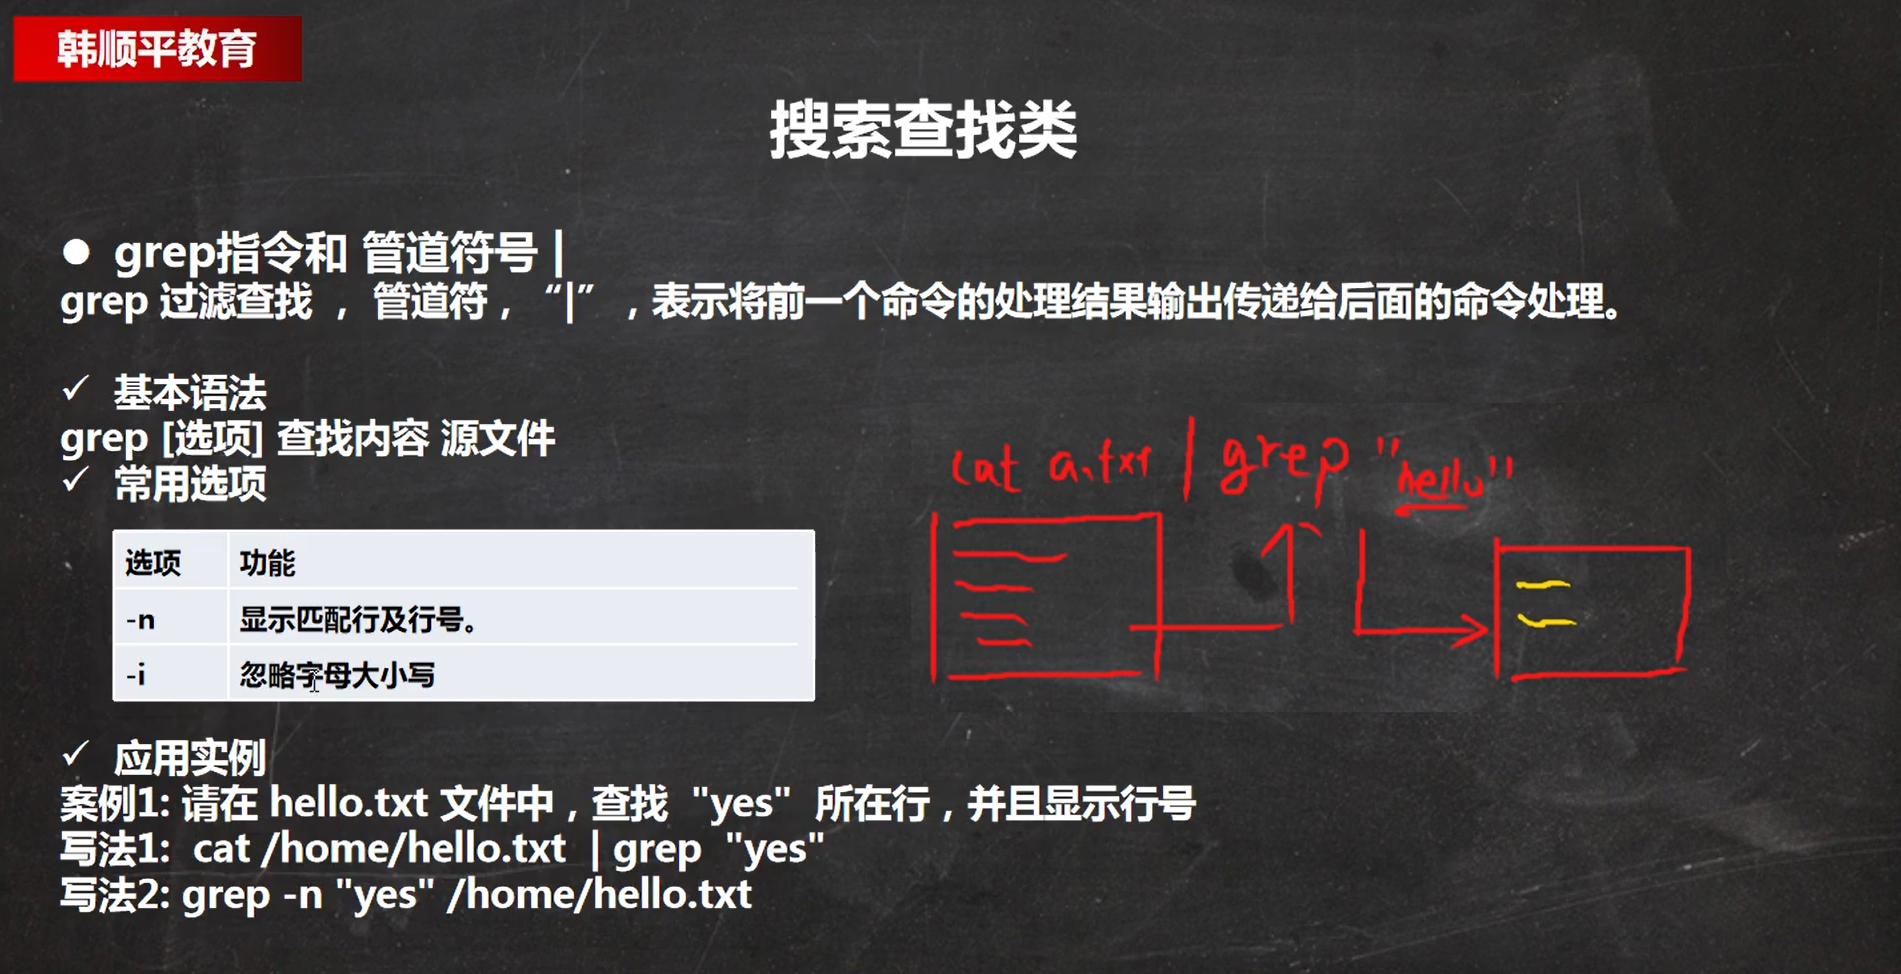 韩顺平教育
搜索查找类
● grep指令和 管道符号 |
grep 过滤查找 ， 管道符， “|” ，表示将前一个命令的处理结果输出传递给后面的命令处理。
✓ 基本语法
grep [选项] 查找内容 源文件
✓ 常用选项
选项 功能
-n 显示匹配行及行号。
-i 忽略字母大小写
cat a.txt | grep "hello"
✓ 应用实例
案例1: 请在 hello.txt 文件中，查找 "yes" 所在行，并且显示行号
写法1: cat /home/hello.txt | grep "yes"
写法2: grep -n "yes" /home/hello.txt